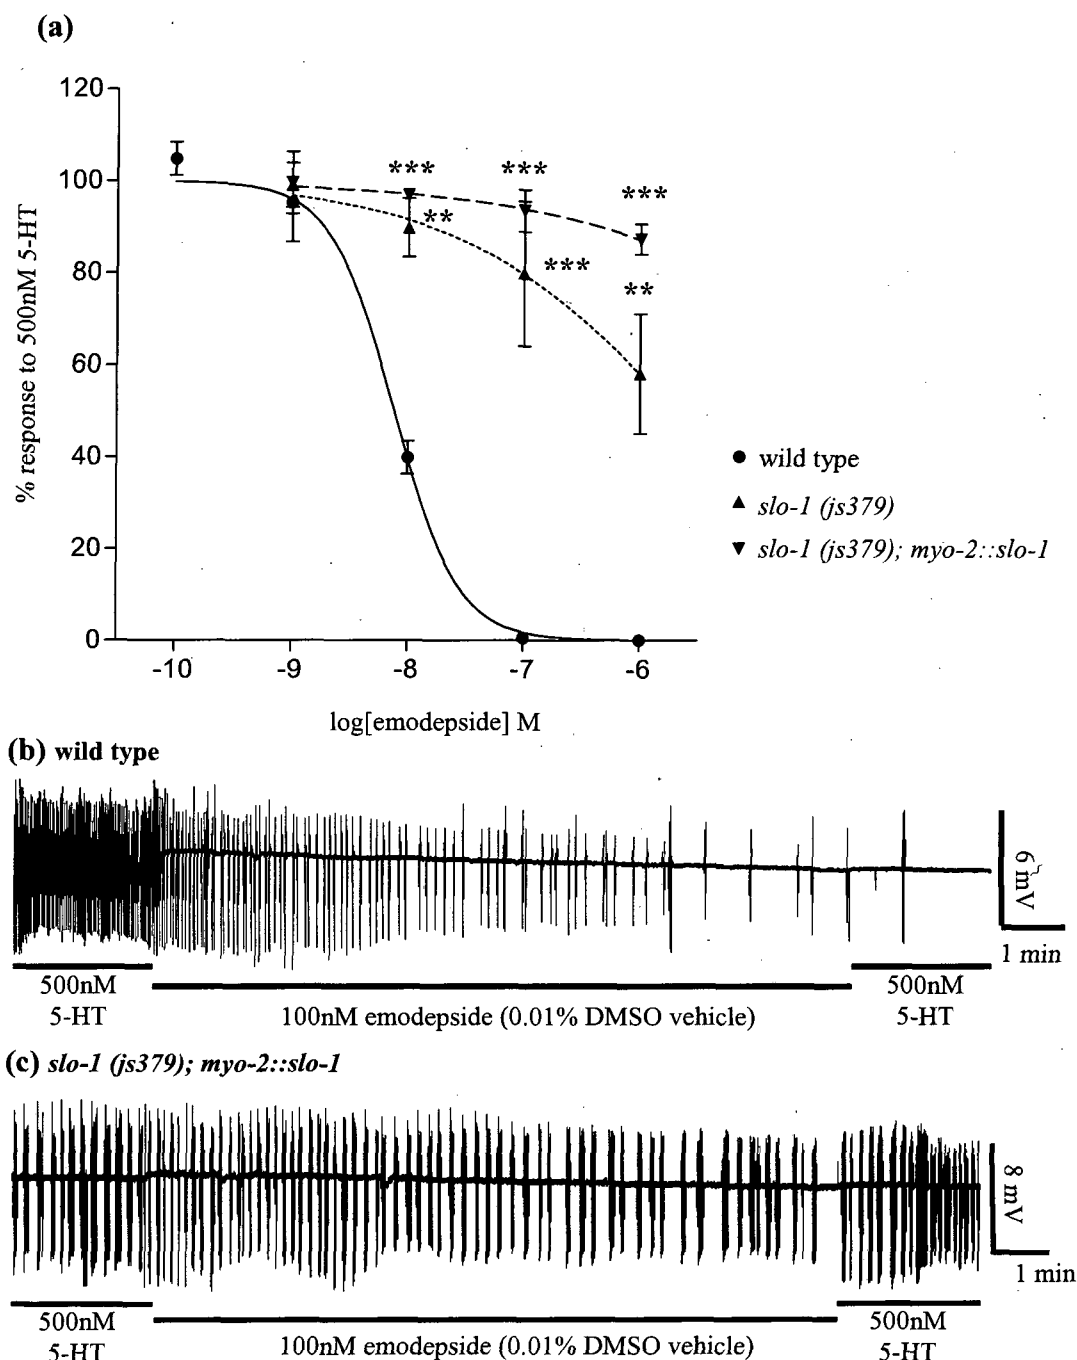 (a)
120
100
80
60
40
20
0
% response to 500nM 5-HT
***
***
***
**
***
**
-10
-9
-8
-7
-6
log[emodepside] M
wild type
slo-1 (js379)
slo-1 (js379); myo-2::slo-1
(b) wild type
6 mV
1 min
500nM
5-HT
100nM emodepside (0.01% DMSO vehicle)
500nM
5-HT
(c) slo-1 (js379); myo-2::slo-1
8 mV
1 min
500nM
5-HT
100nM emodepside (0.01% DMSO vehicle)
500nM
5-HT